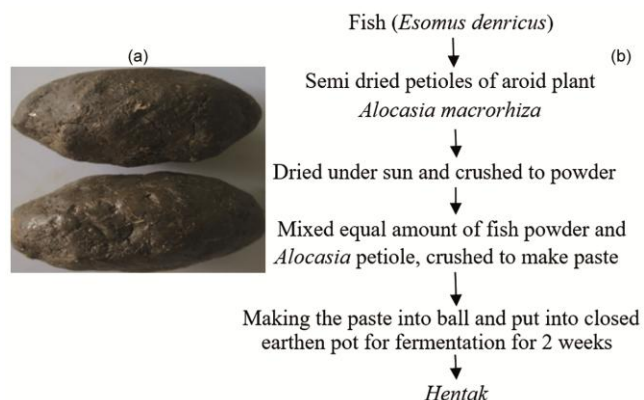 (a)
(b)
Fish (Esomus denricus)
Semi dried petioles of aroid plant
Alocasia macrorhiza
Dried under sun and crushed to powder
Mixed equal amount of fish powder and
Alocasia petiole, crushed to make paste
Making the paste into ball and put into closed
earthen pot for fermentation for 2 weeks
Hentak